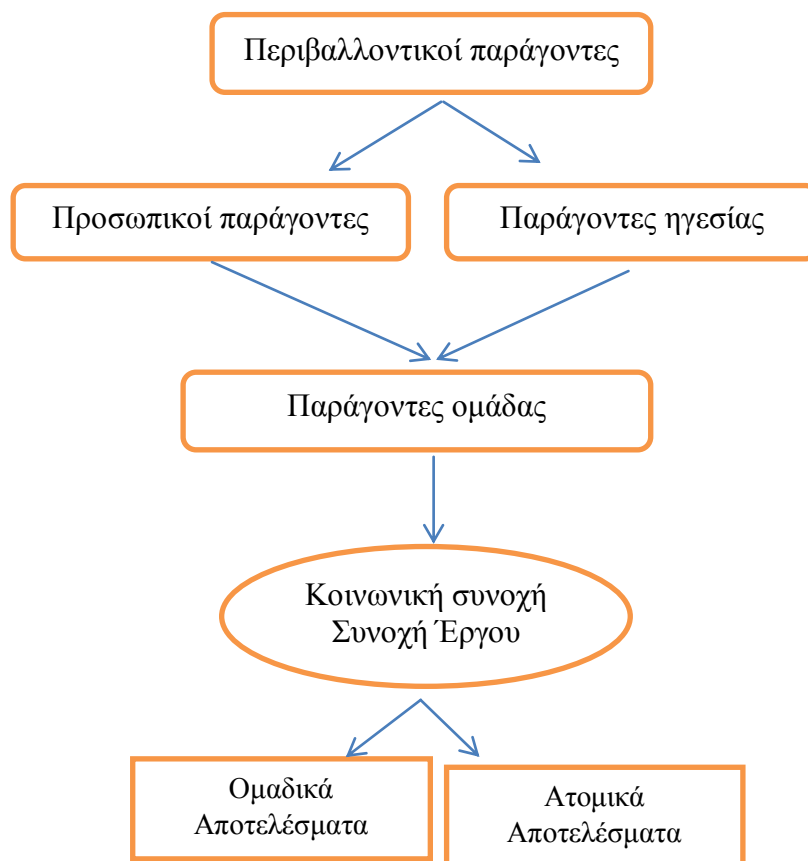 Περιβαλλοντικοί παράγοντες
Προσωπικοί παράγοντες
Παράγοντες ηγεσίας
Παράγοντες ομάδας
Κοινωνική συνοχή
Συνοχή Έργου
Ομαδικά
Αποτελέσματα
Ατομικά
Αποτελέσματα